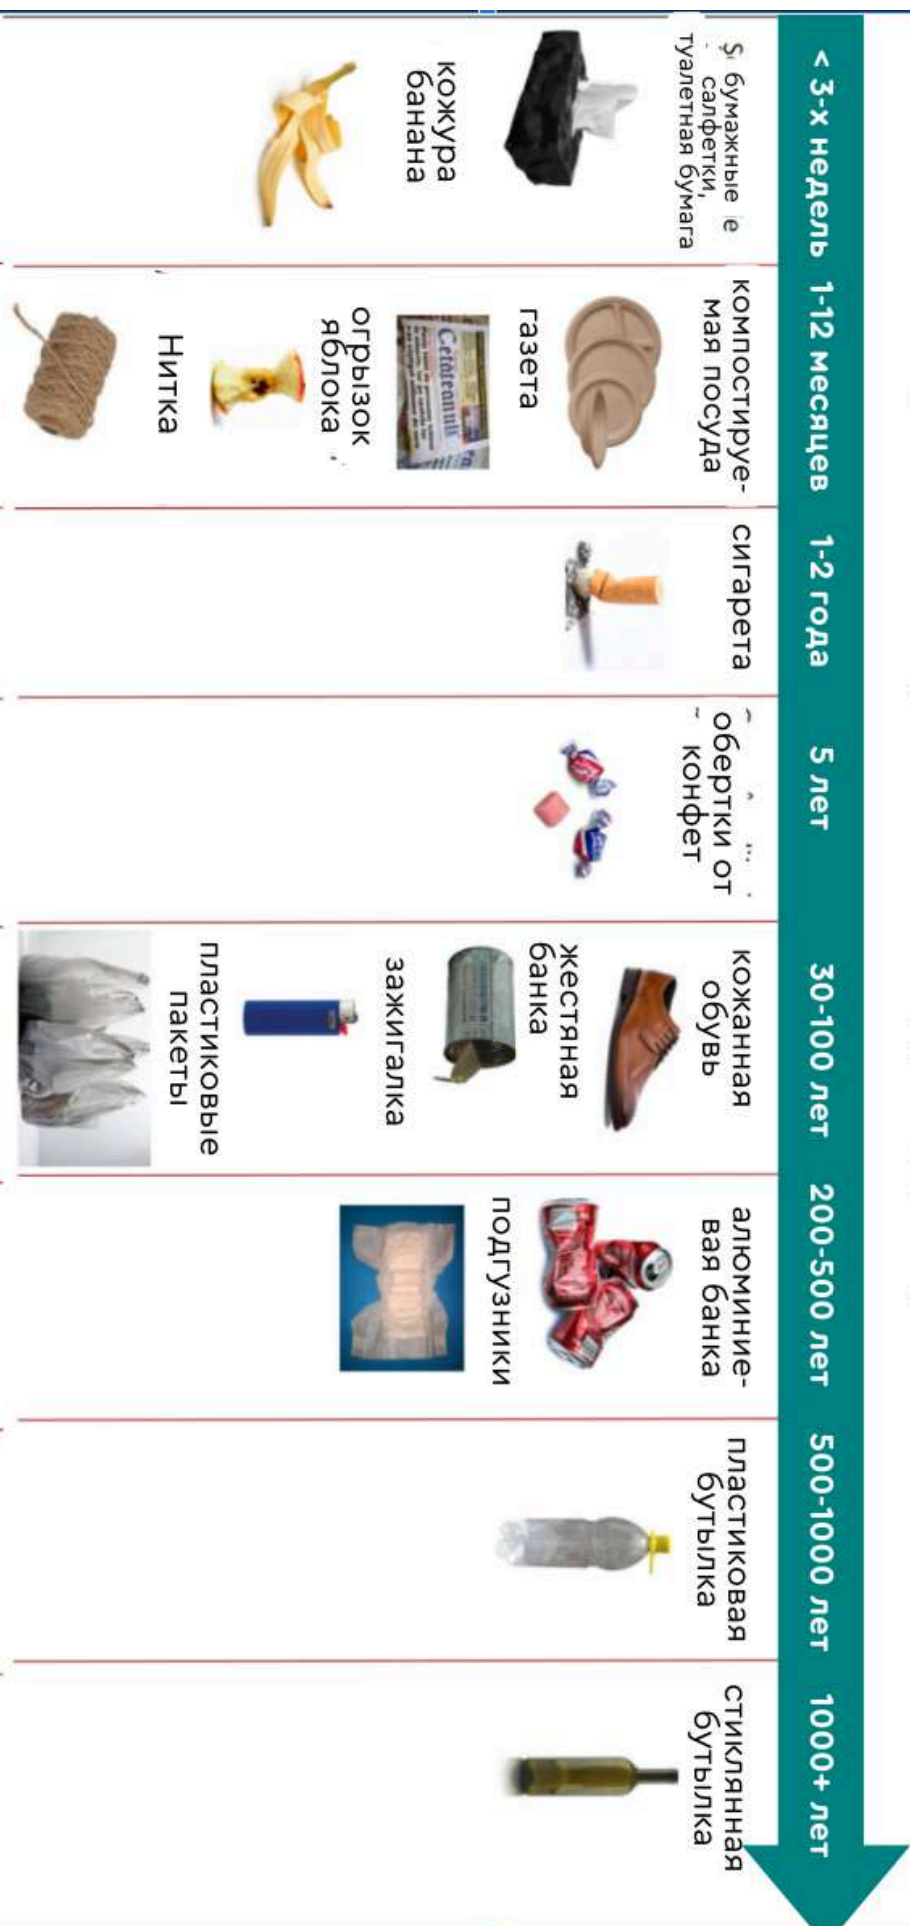 < 3-х недель
1-12 месяцев
1-2 года
5 лет
30-100 лет
200-500 лет
500-1000 лет
1000+ лет
бумажные
салфетки,
туалетная бумага
кожура
банана
компостируе-
мая посуда
газета
Cetăţeanul
огрызок
яблока
Нитка
сигарета
обертки от
конфет
кожанная
обувь
жестяная
банка
зажигалка
пластиковые
пакеты
алюминие-
вая банка
подгузники
пластиковая
бутылка
стиклянная
бутылка